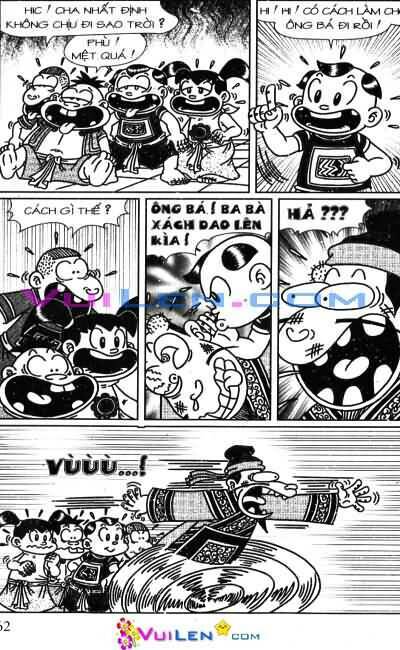 HIC! CHA NHẤT ĐỊNH
KHÔNG CHỊU ĐI DẠO TRỜI?
PHÙ!
MỆT QUÁ!
HI! HI! CÓ CÁCH LÀM CHO
ÔNG BÁ ĐI RỒI!
CÁCH GÌ THẾ?
ÔNG BÁ! BA BÀ
XÁCH DAO LÊN
KÌA!
HẢ ???
VUILEN.COM
VÙÙÙ...!
62
VUILEN.COM